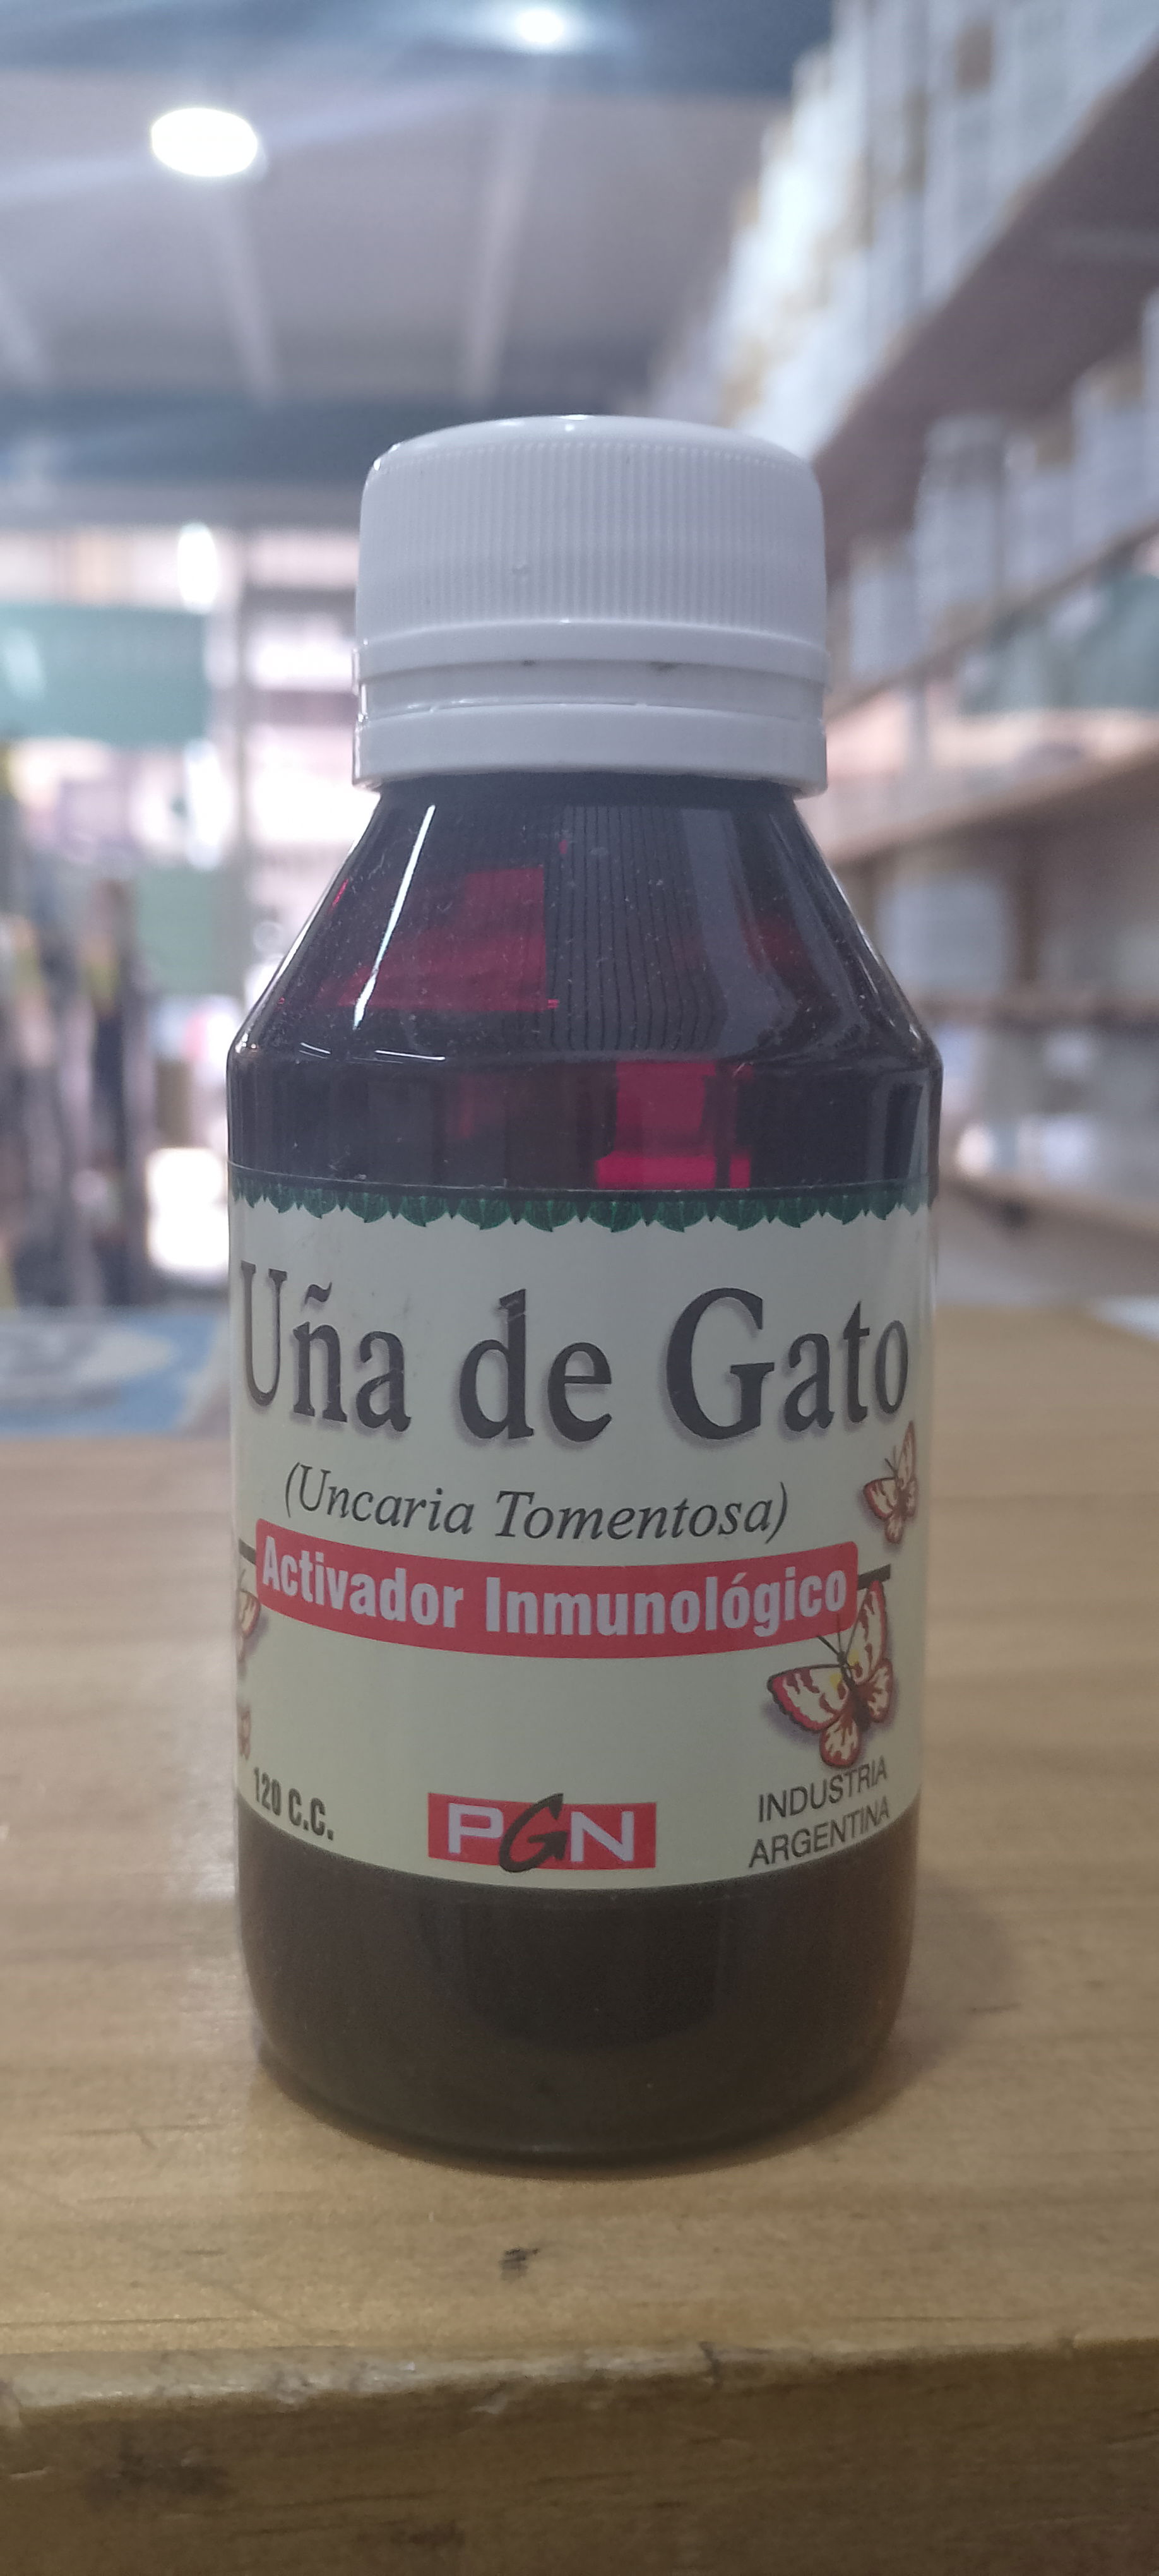 Uña de Gato
(Uncaria Tomentosa)
Activador Inmunológico
120 C.C.
PGN
INDUSTRIA
ARGENTINA